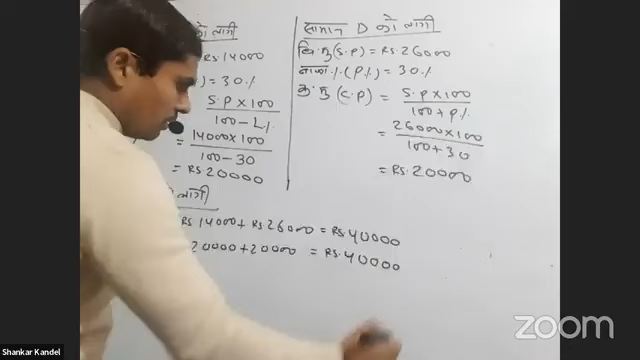 को लागी
Rs 14000
) = 30%
S.P × 100
100 - L%
= 14000 × 100
100 - 30
= Rs 20000
सामान D को लागी
वि.मु (S.P) = Rs 26000
नाफा % (P%) = 30%
क्र.मु (C.P) = S.P × 100
100 + P%
= 26000 × 100
100 + 30
= Rs. 20000
लागी
Rs 14000 + Rs 26000 = Rs 40000
20000 + 20000 = Rs. 40000
zoom
Shankar Kandel